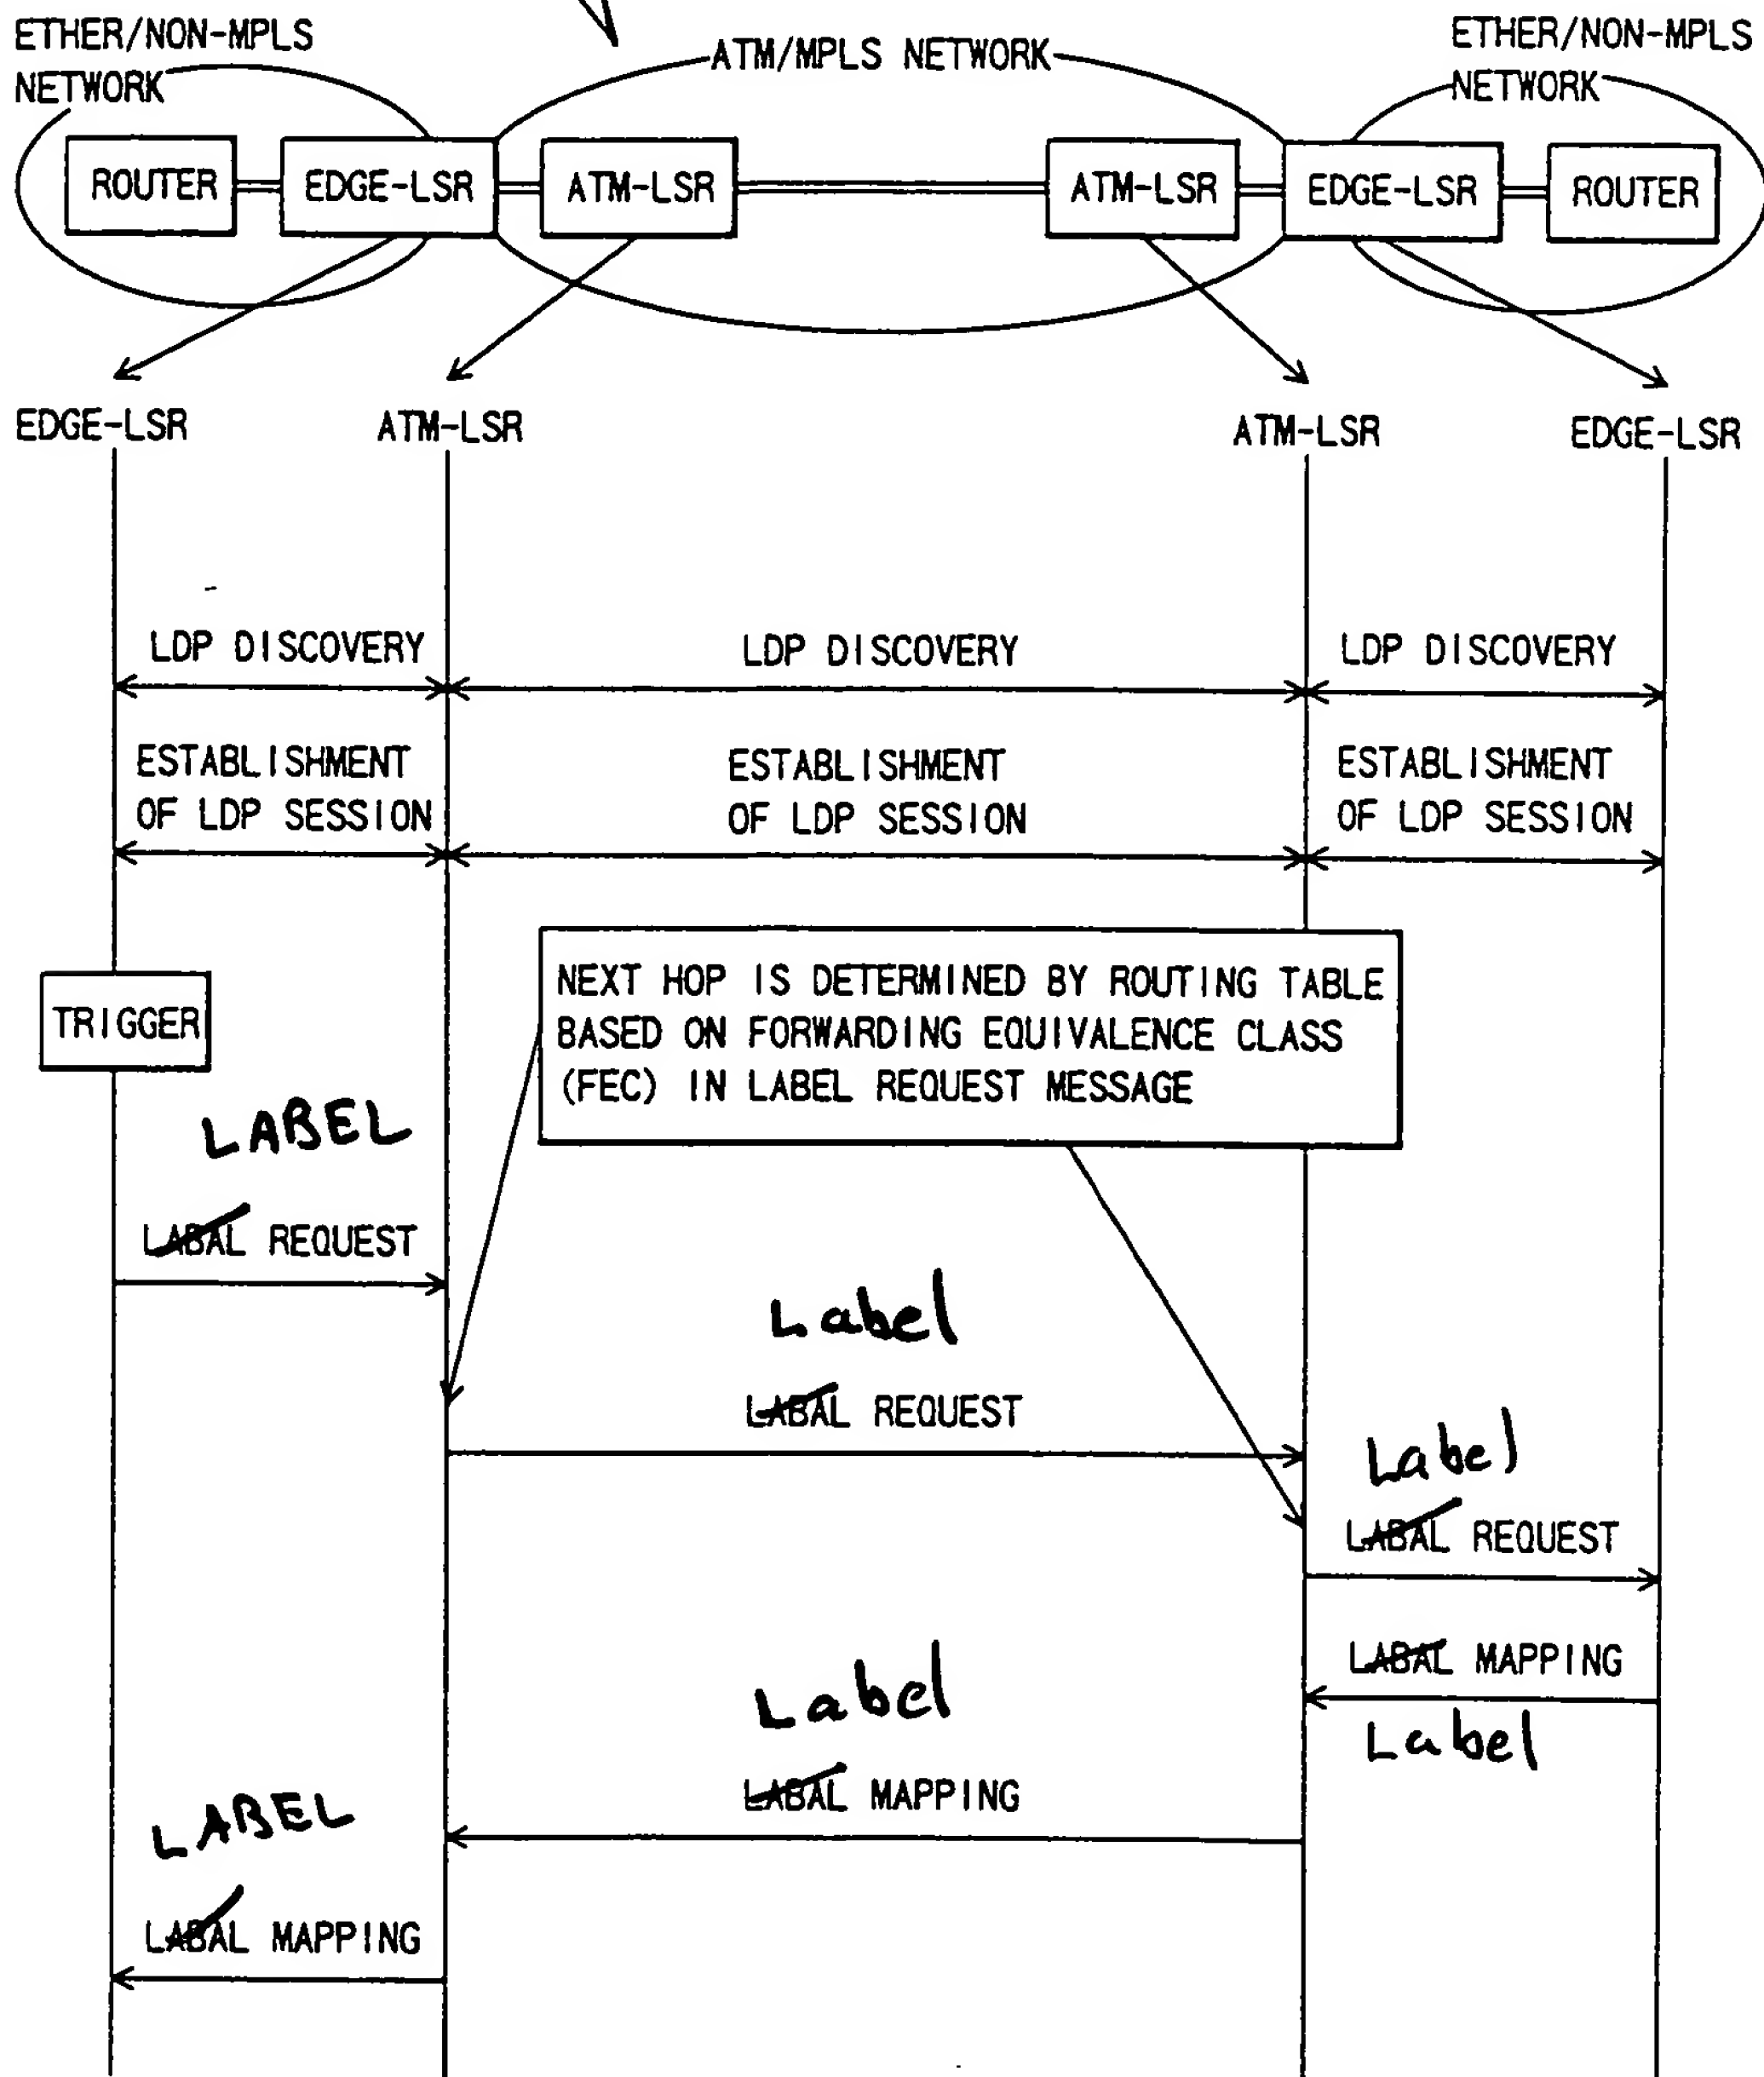 ETHER/NON-MPLS
NETWORK
ATM/MPLS NETWORK
ETHER/NON-MPLS
NETWORK
ROUTER
EDGE-LSR
ATM-LSR
ATM-LSR
EDGE-LSR
ROUTER
EDGE-LSR
ATM-LSR
ATM-LSR
EDGE-LSR
LDP DISCOVERY
LDP DISCOVERY
LDP DISCOVERY
ESTABLISHMENT
OF LDP SESSION
ESTABLISHMENT
OF LDP SESSION
ESTABLISHMENT
OF LDP SESSION
TRIGGER
NEXT HOP IS DETERMINED BY ROUTING TABLE
BASED ON FORWARDING EQUIVALENCE CLASS
(FEC) IN LABEL REQUEST MESSAGE
LABEL
LABAL REQUEST
Label
LABAL REQUEST
Label
LABAL REQUEST
LABAL MAPPING
Label
Label
LABAL MAPPING
LABEL
LABAL MAPPING